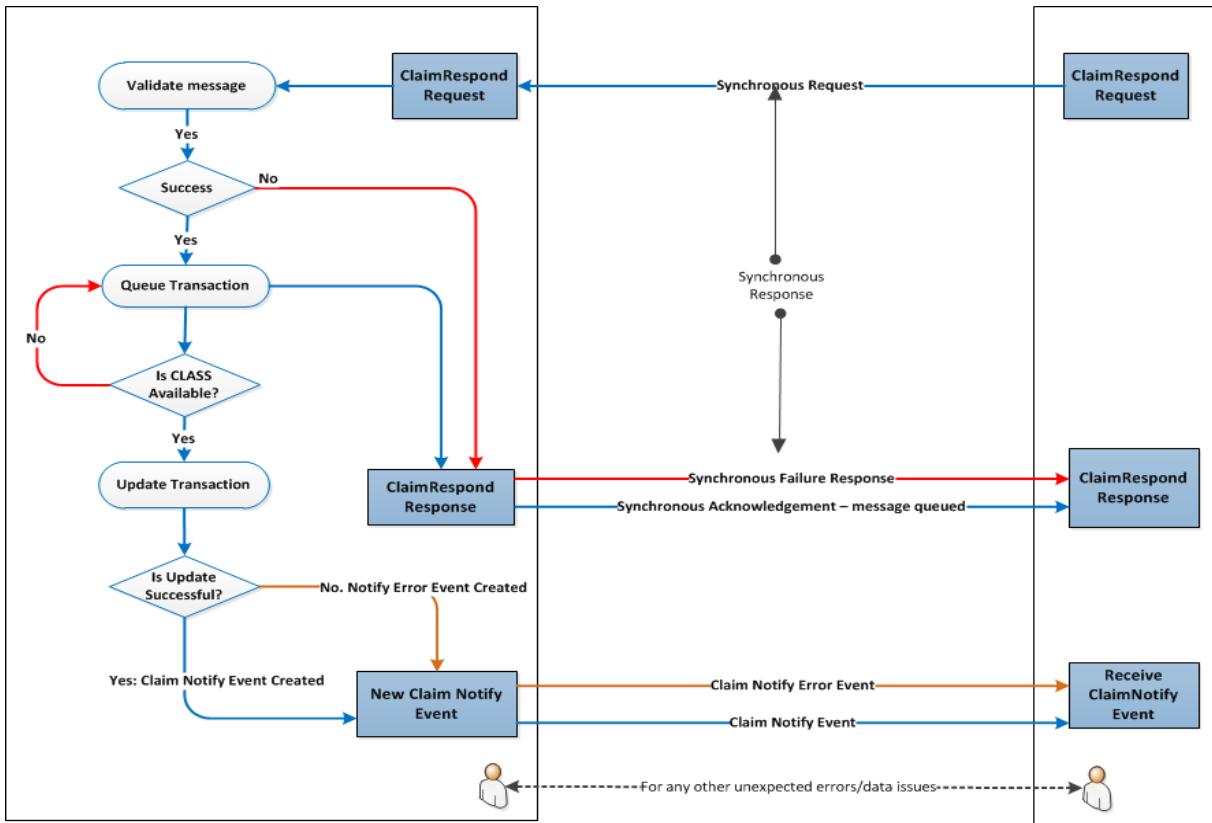 Validate message
ClaimRespond
Request
Synchronous Request
ClaimRespond
Request
Yes
Success
No
Yes
Queue Transaction
Synchronous
Response
No
Is CLASS
Available?
Yes
Update Transaction
ClaimRespond
Response
Synchronous Failure Response
Synchronous Acknowledgement – message queued
ClaimRespond
Response
Is Update
Successful?
No. Notify Error Event Created
Yes: Claim Notify Event Created
New Claim Notify
Event
Claim Notify Error Event
Claim Notify Event
Receive
ClaimNotify
Event
For any other unexpected errors/data issues